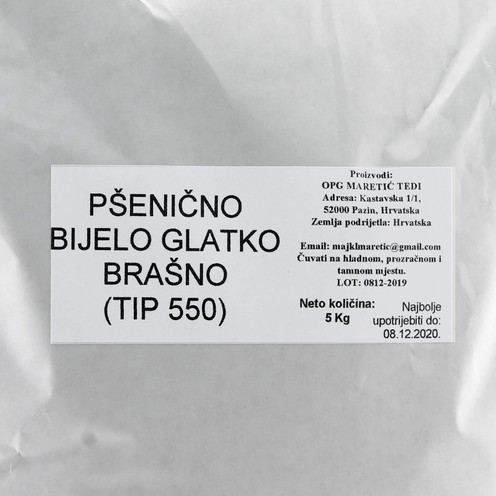 PŠENIČNO
BIJELO GLATKO
BRAŠNO
(TIP 550)
Proizvodi:
OPG MARETIĆ TEDI
Adresa: Kastavska 1/1,
52000 Pazin, Hrvatska
Zemlja podrijetla: Hrvatska
Email: majklmaretic@gmail.com
Čuvati na hladnom, prozračnom i
tamnom mjestu.
LOT: 0812-2019
Neto količina:
5 Kg
Najbolje
upotrijebiti do:
08.12.2020.